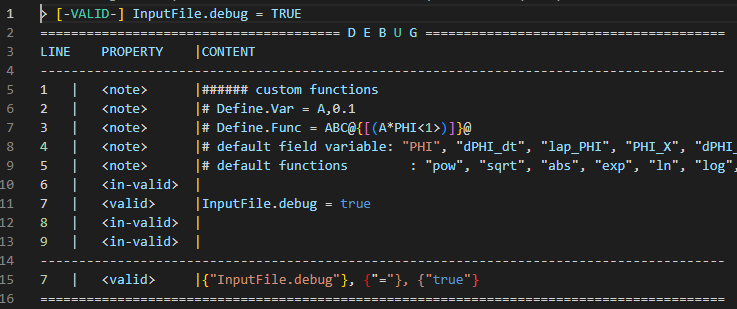 1 > [-VALID-] InputFile.debug = TRUE
2 ======================================= D E B U G =======================================
3 LINE    PROPERTY    |CONTENT
4 -----------------------------------------------------------------------------------------
5 1   |   <note>      |###### custom functions
6 2   |   <note>      |# Define.Var = A,0.1
7 3   |   <note>      |# Define.Func = ABC@{[(A*PHI<1>)]}@
8 4   |   <note>      |# default field variable: "PHI", "dPHI_dt", "lap_PHI", "PHI_X", "dPHI_
9 5   |   <note>      |# default functions        : "pow", "sqrt", "abs", "exp", "ln", "log",
10 6   |   <in-valid>  |
11 7   |   <valid>     |InputFile.debug = true
12 8   |   <in-valid>  |
13 9   |   <in-valid>  |
14 -----------------------------------------------------------------------------------------
15 7   |   <valid>     |{"InputFile.debug"}, {"="}, {"true"}
16 =========================================================================================